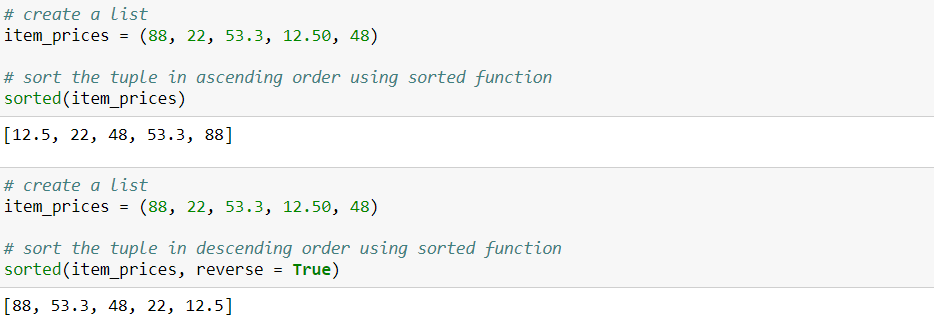 # create a list
item_prices = (88, 22, 53.3, 12.50, 48)
# sort the tuple in ascending order using sorted function
sorted(item_prices)
[12.5, 22, 48, 53.3, 88]
# create a list
item_prices = (88, 22, 53.3, 12.50, 48)
# sort the tuple in descending order using sorted function
sorted(item_prices, reverse = True)
[88, 53.3, 48, 22, 12.5]